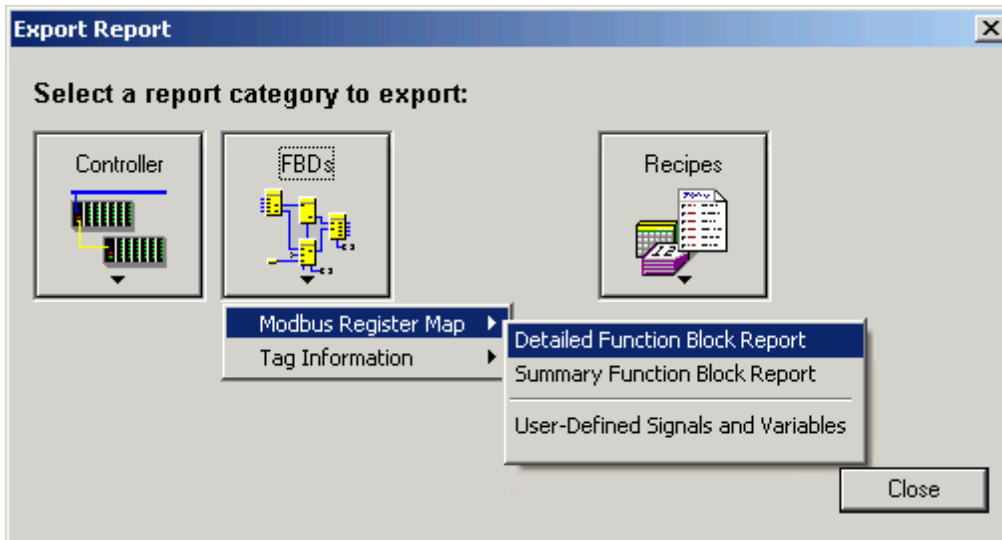 Export Report
Select a report category to export:
Controller
FBDs
Recipes
Modbus Register Map
Tag Information
Detailed Function Block Report
Summary Function Block Report
User-Defined Signals and Variables
Close